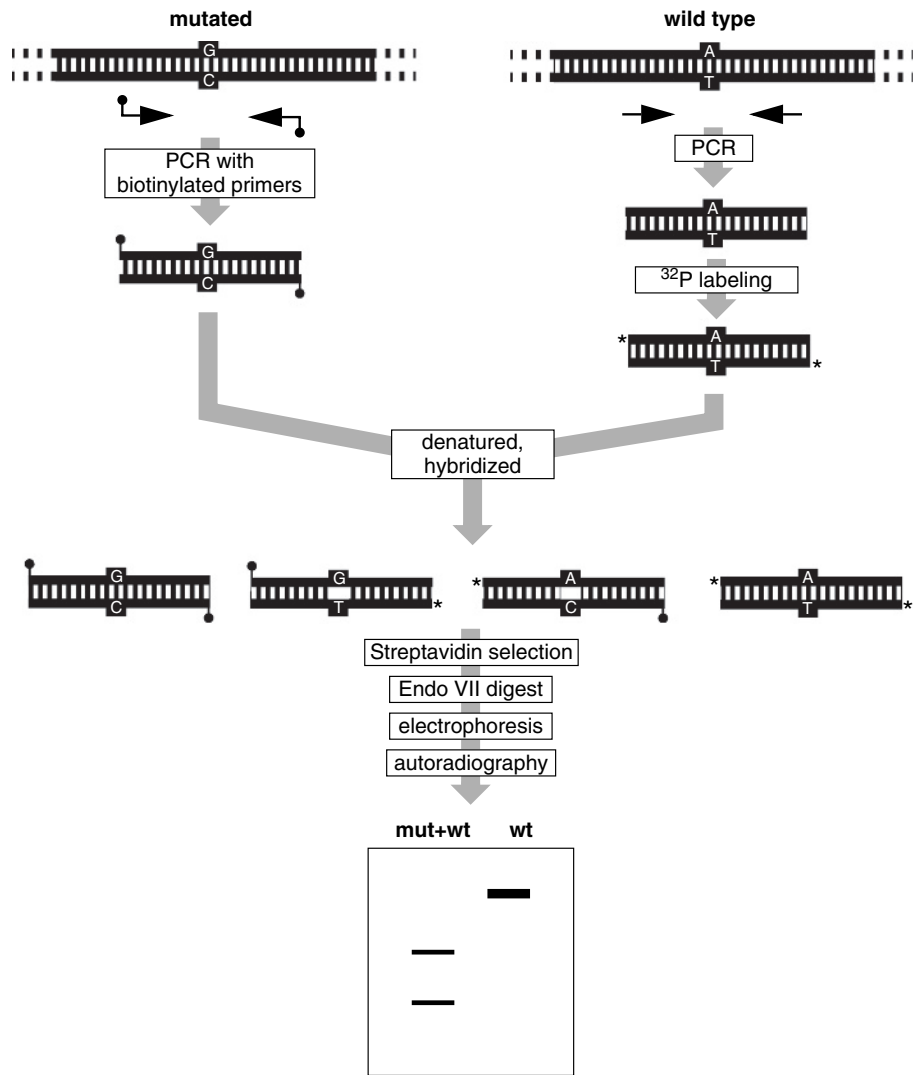 mutated wild type
G A
C T
PCR with
biotinylated primers
PCR
G A
C T
32P labeling
* A
T *
denatured,
hybridized
G G * A * A
C T * C T *
Streptavidin selection
Endo VII digest
electrophoresis
autoradiography
mut+wt wt